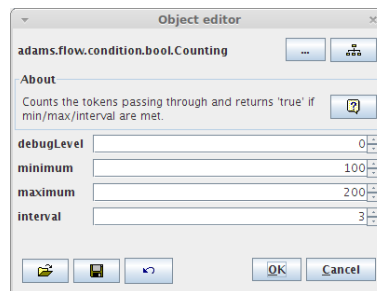 Object editor
adams.flow.condition.bool.Counting ...
About
Counts the tokens passing through and returns 'true' if
min/max/interval are met.
debugLevel 0
minimum 100
maximum 200
interval 3
OK Cancel